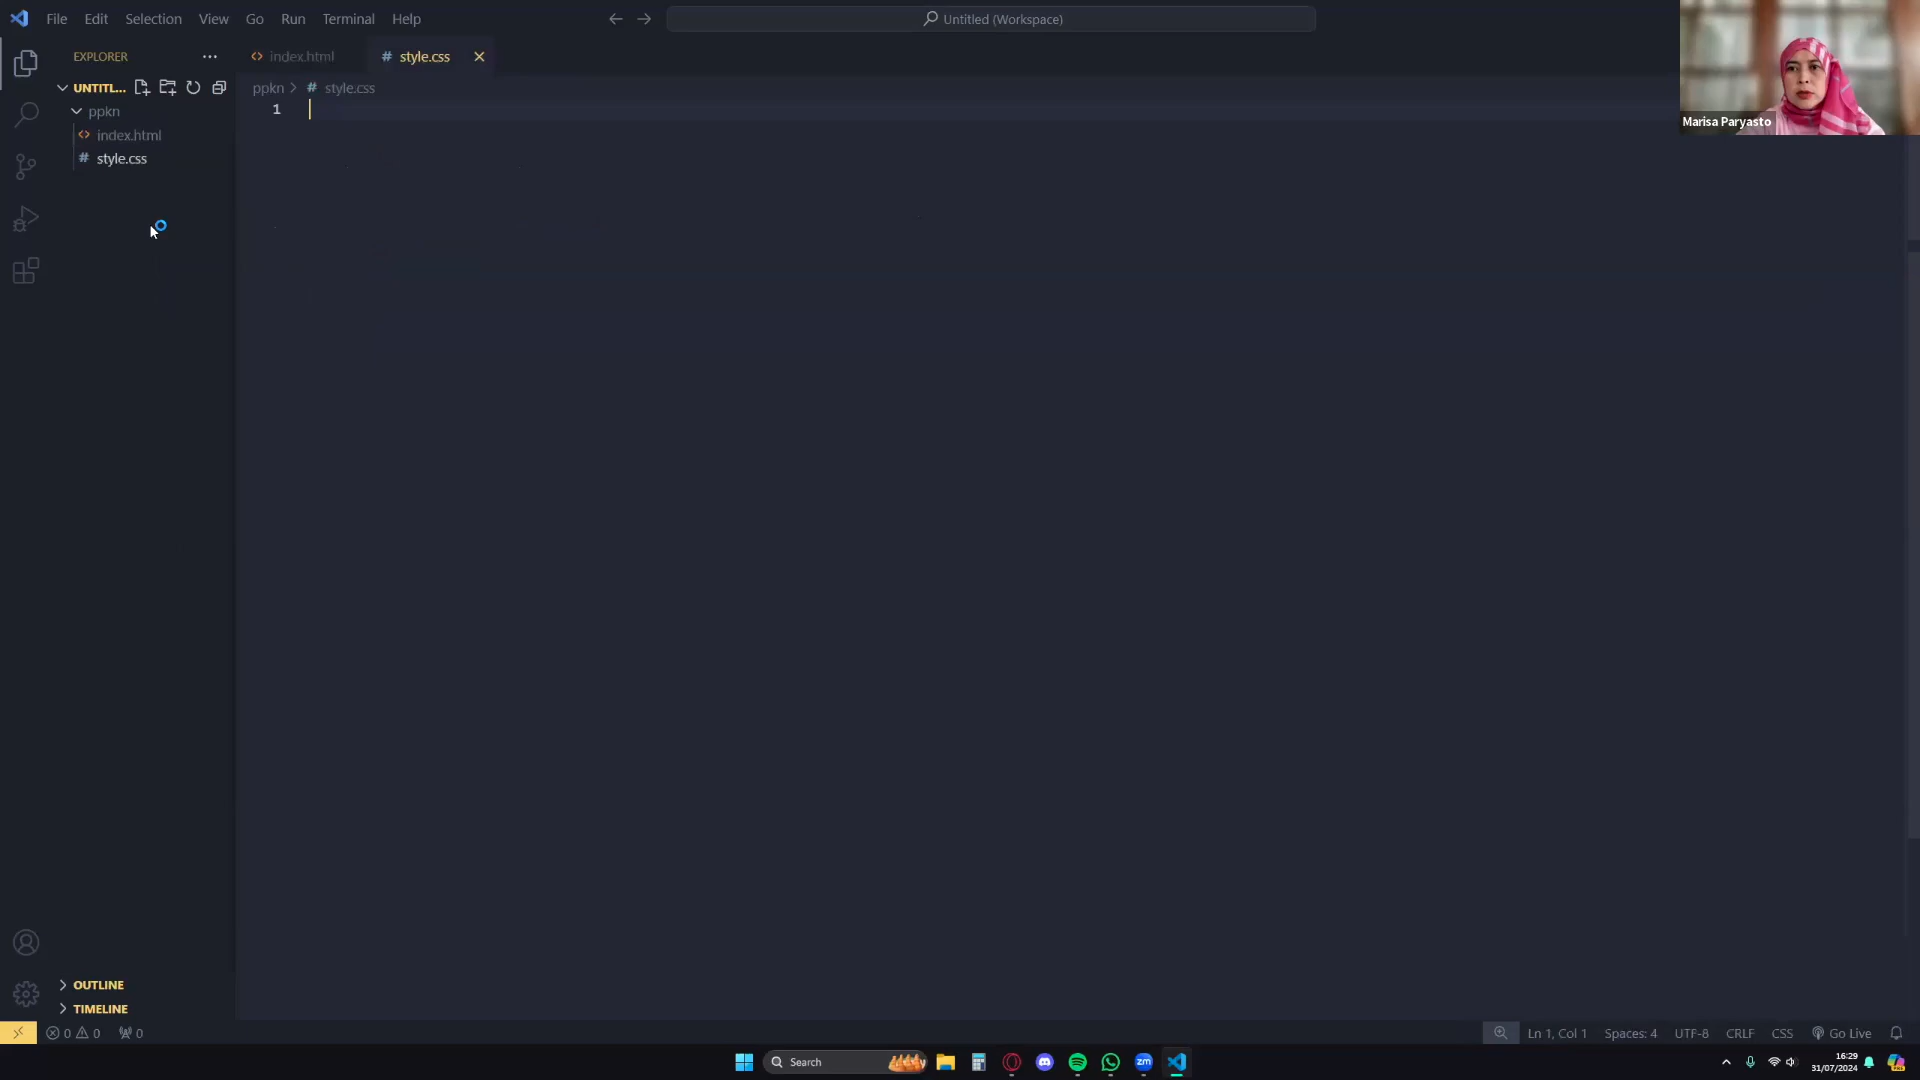 File Edit Selection View Go Run Terminal Help
Untitled (Workspace)
EXPLORER
index.html
style.css
UNTITL...
ppkn
index.html
style.css
ppkn > style.css
1
Marisa Paryasto
OUTLINE
TIMELINE
0 0 0
Ln 1, Col 1 Spaces: 4 UTF-8 CRLF CSS Go Live
Search
zm
16:29
31/07/2024